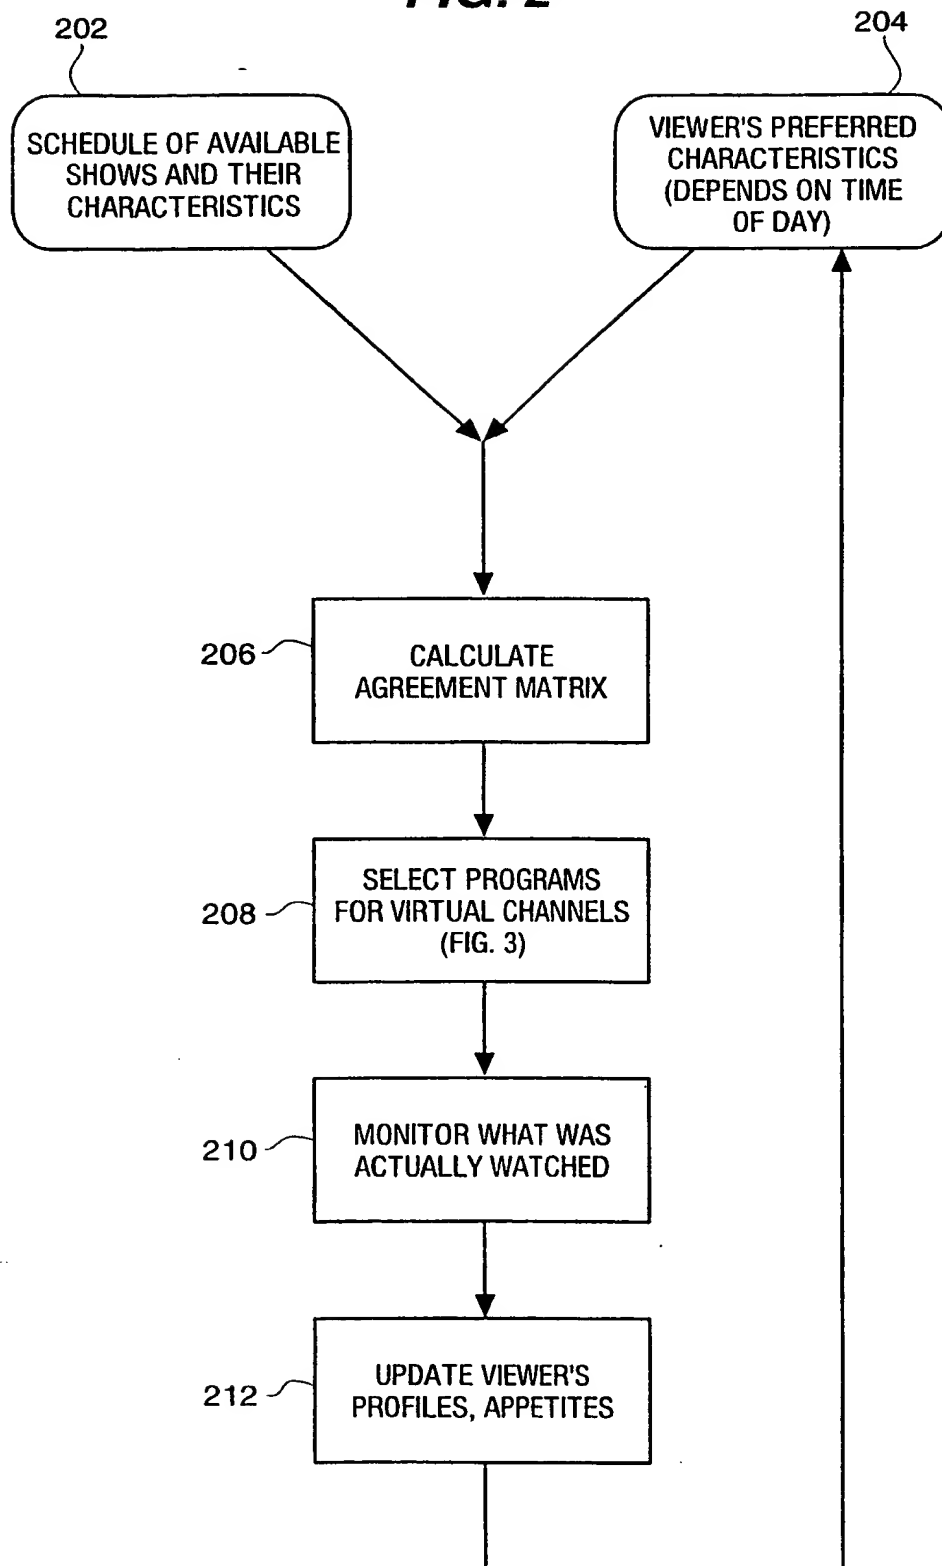 FIG. 2
202
204
SCHEDULE OF AVAILABLE
SHOWS AND THEIR
CHARACTERISTICS
VIEWER'S PREFERRED
CHARACTERISTICS
(DEPENDS ON TIME
OF DAY)
206
CALCULATE
AGREEMENT MATRIX
208
SELECT PROGRAMS
FOR VIRTUAL CHANNELS
(FIG. 3)
210
MONITOR WHAT WAS
ACTUALLY WATCHED
212
UPDATE VIEWER'S
PROFILES, APPETITES